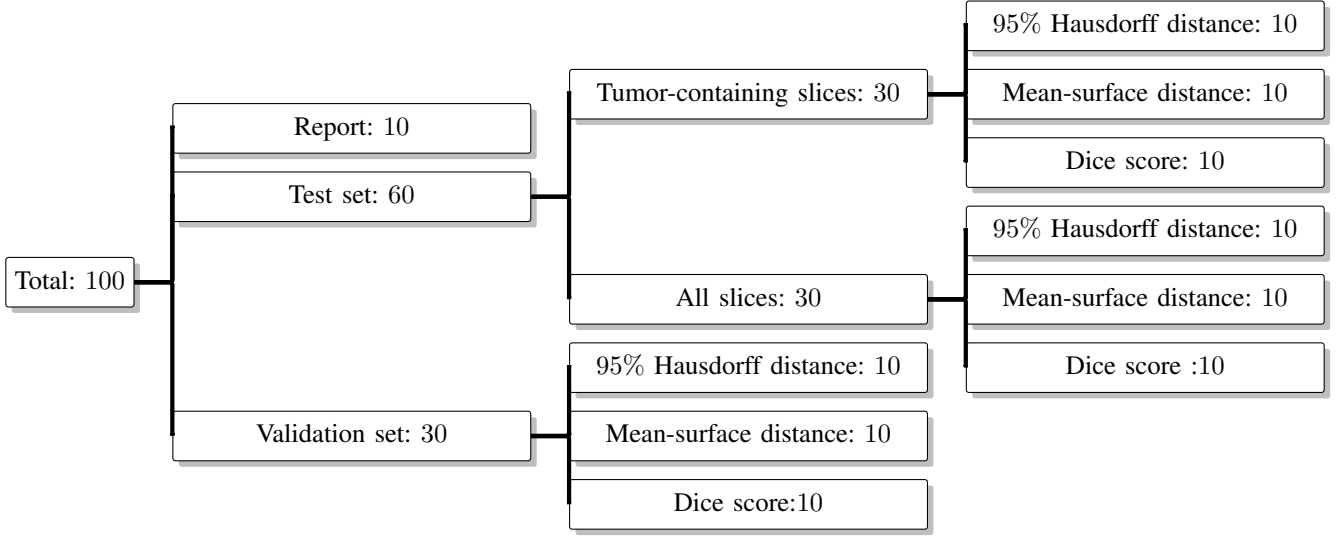 95% Hausdorff distance: 10
Tumor-containing slices: 30
Mean-surface distance: 10
Report: 10
Dice score: 10
Test set: 60
95% Hausdorff distance: 10
Total: 100
All slices: 30
Mean-surface distance: 10
95% Hausdorff distance: 10
Dice score :10
Validation set: 30
Mean-surface distance: 10
Dice score:10